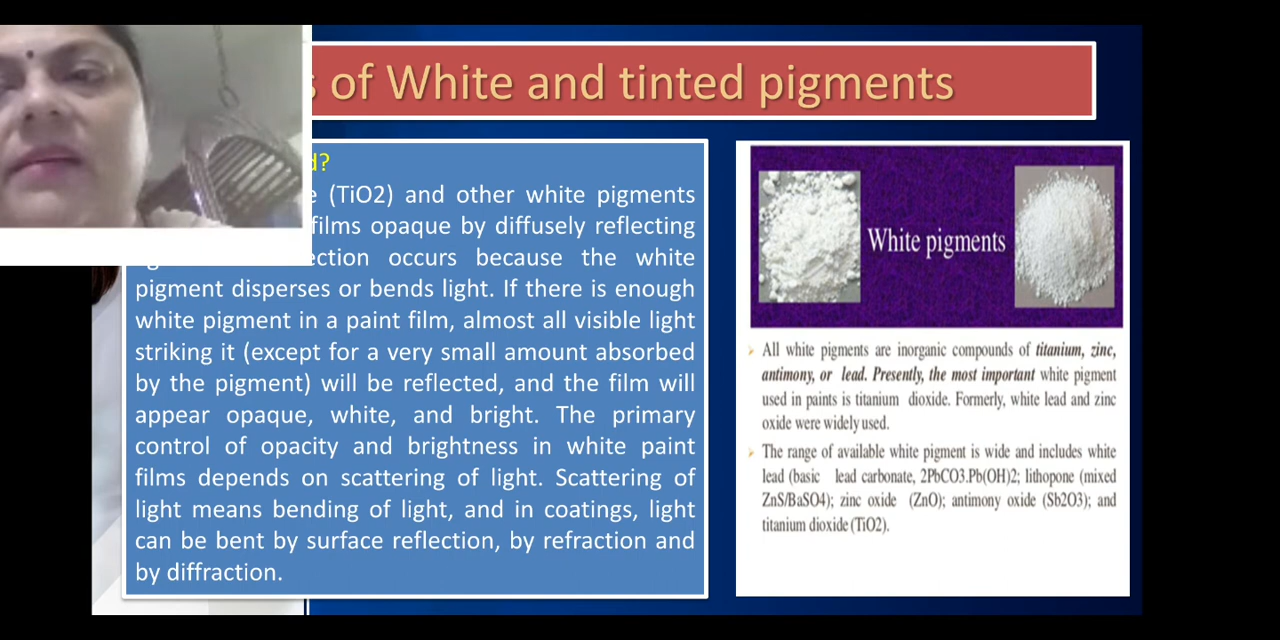 of White and tinted pigments
(TiO2) and other white pigments
films opaque by diffusely reflecting
occurs because the white
pigment disperses or bends light. If there is enough
white pigment in a paint film, almost all visible light
striking it (except for a very small amount absorbed
by the pigment) will be reflected, and the film will
appear opaque, white, and bright. The primary
control of opacity and brightness in white paint
films depends on scattering of light. Scattering of
light means bending of light, and in coatings, light
can be bent by surface reflection, by refraction and
by diffraction.
White pigments
All white pigments are inorganic compounds of titanium, zinc,
antimony, or lead. Presently, the most important white pigment
used in paints is titanium dioxide. Formerly, white lead and zinc
oxide were widely used.
The range of available white pigment is wide and includes white
lead (basic lead carbonate, 2PbCO3.Pb(OH)2; lithopone (mixed
ZnS/BaSO4); zinc oxide (ZnO); antimony oxide (Sb2O3); and
titanium dioxide (TiO2).